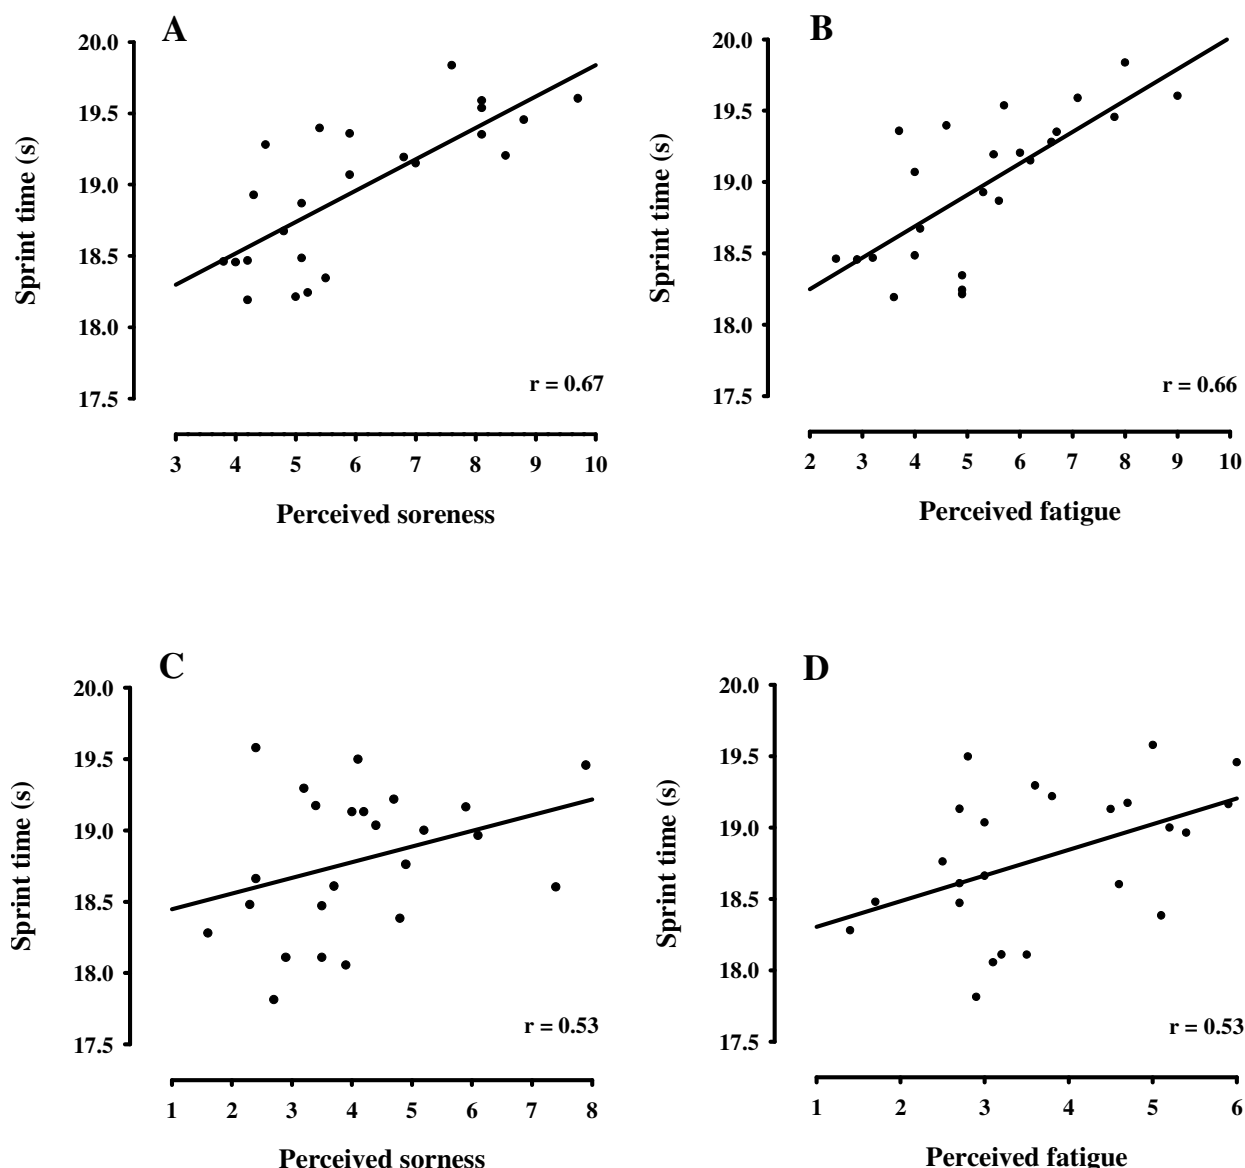 A
20.0
19.5
19.0
18.5
18.0
17.5
Sprint time (s)
r = 0.67
3 4 5 6 7 8 9 10
Perceived soreness
B
20.0
19.5
19.0
18.5
18.0
17.5
Sprint time (s)
r = 0.66
2 3 4 5 6 7 8 9 10
Perceived fatigue
C
20.0
19.5
19.0
18.5
18.0
17.5
Sprint time (s)
r = 0.53
1 2 3 4 5 6 7 8
Perceived sorness
D
20.0
19.5
19.0
18.5
18.0
17.5
Sprint time (s)
r = 0.53
1 2 3 4 5 6
Perceived fatigue